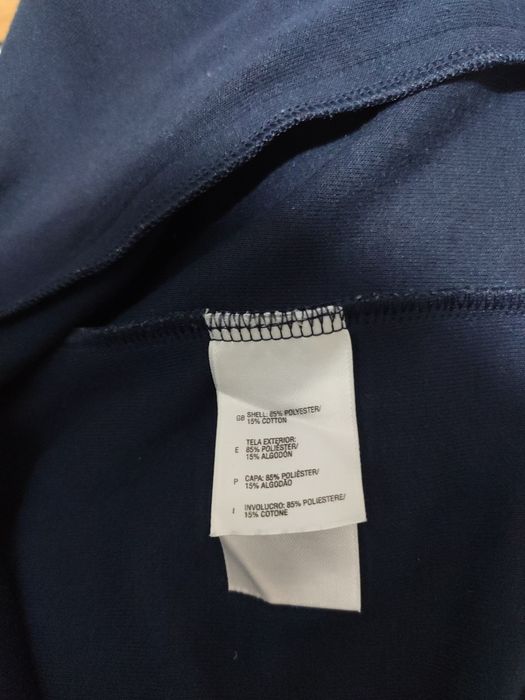 GB SHELL: 85% POLYESTER/
15% COTTON
TELA EXTERIOR:
E 85% POLIÉSTER/
15% ALGODÓN
P CAPA: 85% POLIÉSTER/
15% ALGODÃO
I INVOLUCRO: 85% POLIESTERE/
15% COTONE